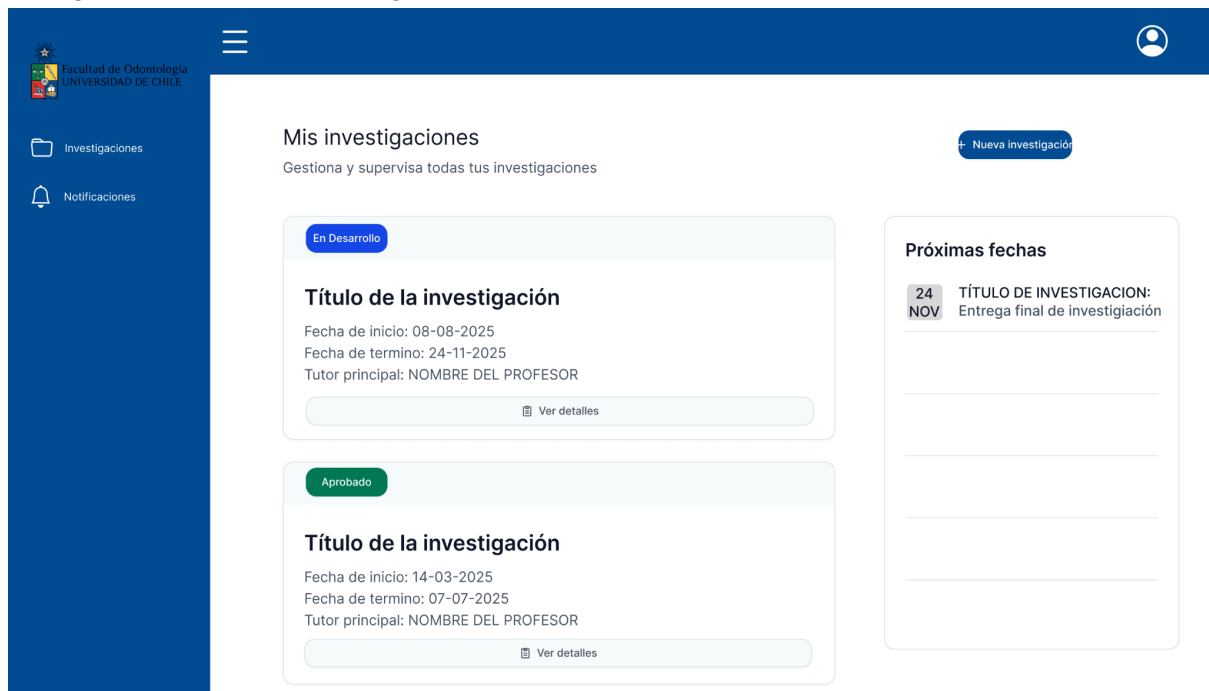 Facultad de Odontología
UNIVERSIDAD DE CHILE
Investigaciones
Notificaciones
Mis investigaciones
Gestiona y supervisa todas tus investigaciones
+ Nueva investigación
En Desarrollo
Título de la investigación
Fecha de inicio: 08-08-2025
Fecha de termino: 24-11-2025
Tutor principal: NOMBRE DEL PROFESOR
Ver detalles
Aprobado
Título de la investigación
Fecha de inicio: 14-03-2025
Fecha de termino: 07-07-2025
Tutor principal: NOMBRE DEL PROFESOR
Ver detalles
Próximas fechas
24
NOV
TÍTULO DE INVESTIGACION:
Entrega final de investigiación